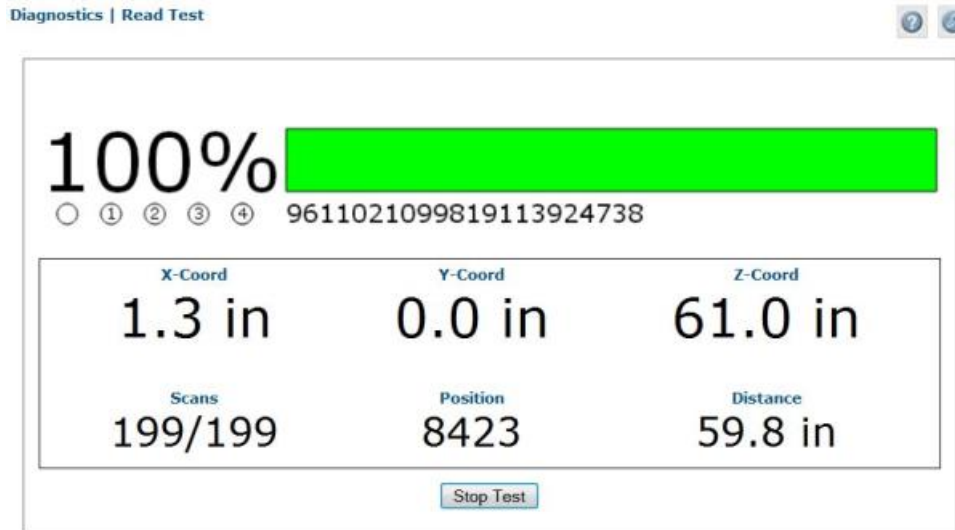 Diagnostics | Read Test
?
100%
1 2 3 4 9611021099819113924738
X-Coord Y-Coord Z-Coord
1.3 in 0.0 in 61.0 in
Scans Position Distance
199/199 8423 59.8 in
Stop Test